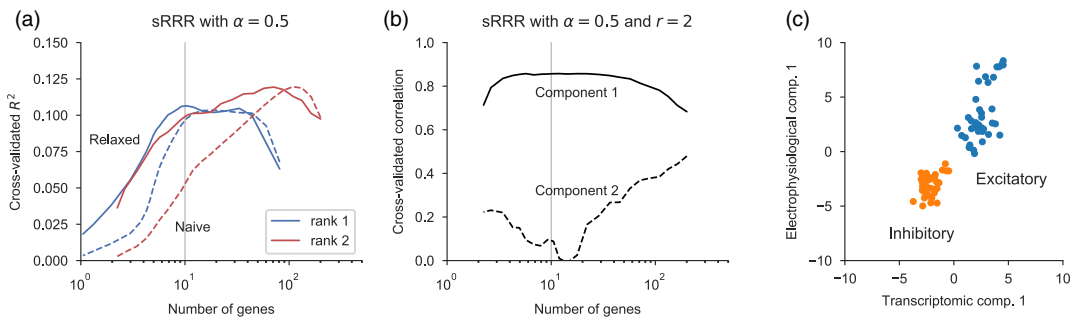 (a)
sRRR with α = 0.5
Cross-validated R²
0.150
0.125
0.100
0.075
0.050
0.025
0.000
Relaxed
Naive
rank 1
rank 2
10⁰
10¹
10²
Number of genes
(b)
sRRR with α = 0.5 and r = 2
Cross-validated correlation
1.0
0.8
0.6
0.4
0.2
0.0
Component 1
Component 2
10⁰
10¹
10²
Number of genes
(c)
Electrophysiological comp. 1
10
5
0
−5
−10
Excitatory
Inhibitory
−10
−5
0
5
10
Transcriptomic comp. 1